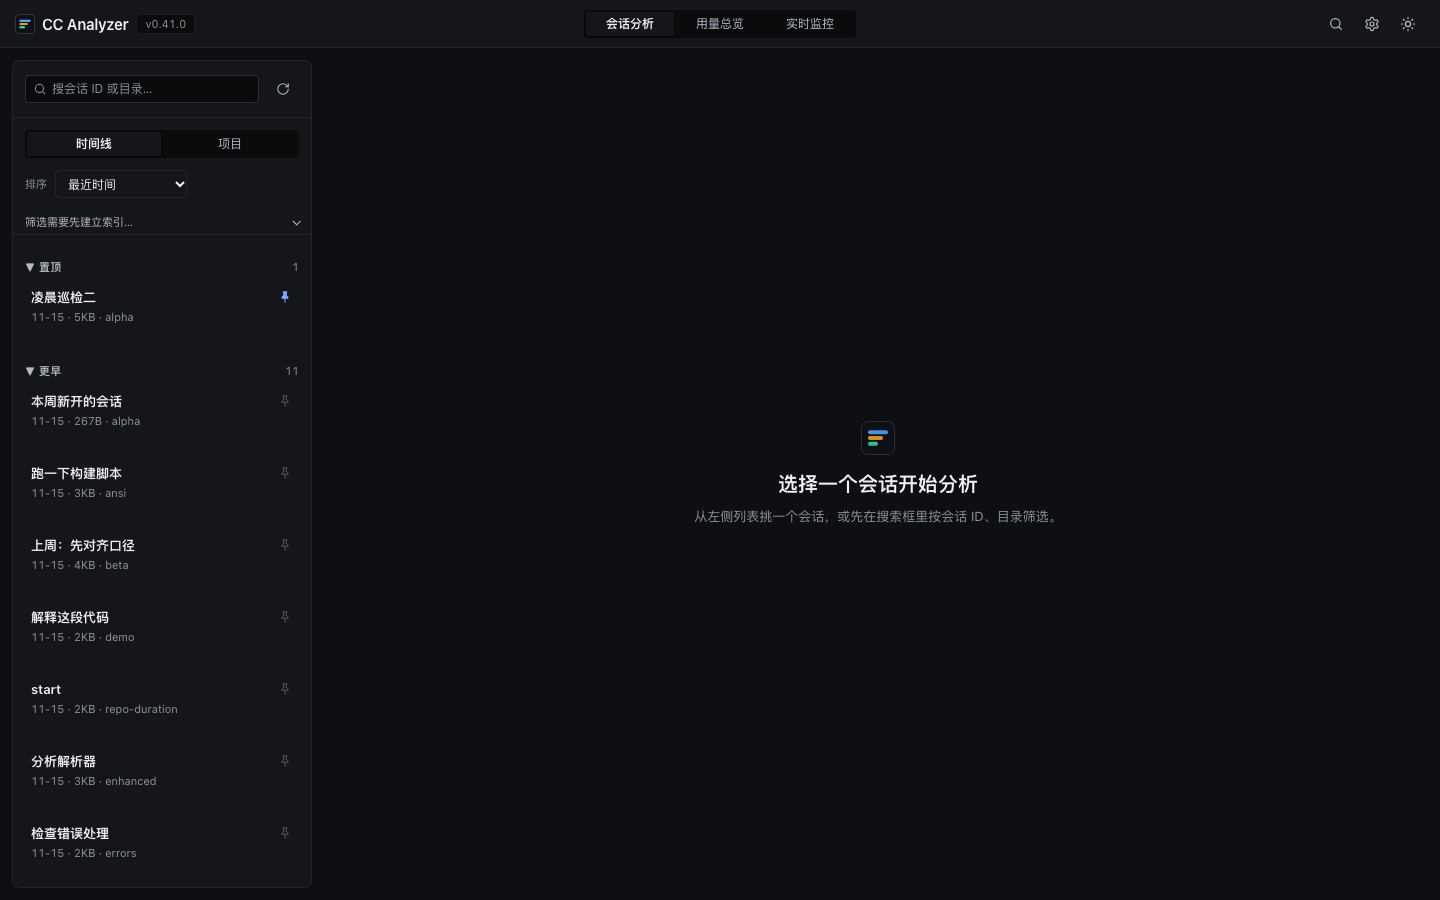 CC Analyzer v0.41.0
会话分析 用量总览 实时监控
搜会话 ID 或目录...
时间线 项目
排序 最近时间
筛选需要先建立索引...
▼ 置顶 1
凌晨巡检二
11-15 · 5KB · alpha
▼ 更早 11
本周新开的会话
11-15 · 267B · alpha
跑一下构建脚本
11-15 · 3KB · ansi
上周：先对齐口径
11-15 · 4KB · beta
解释这段代码
11-15 · 2KB · demo
start
11-15 · 2KB · repo-duration
分析解析器
11-15 · 3KB · enhanced
检查错误处理
11-15 · 2KB · errors
选择一个会话开始分析
从左侧列表挑一个会话，或先在搜索框里按会话 ID、目录筛选。